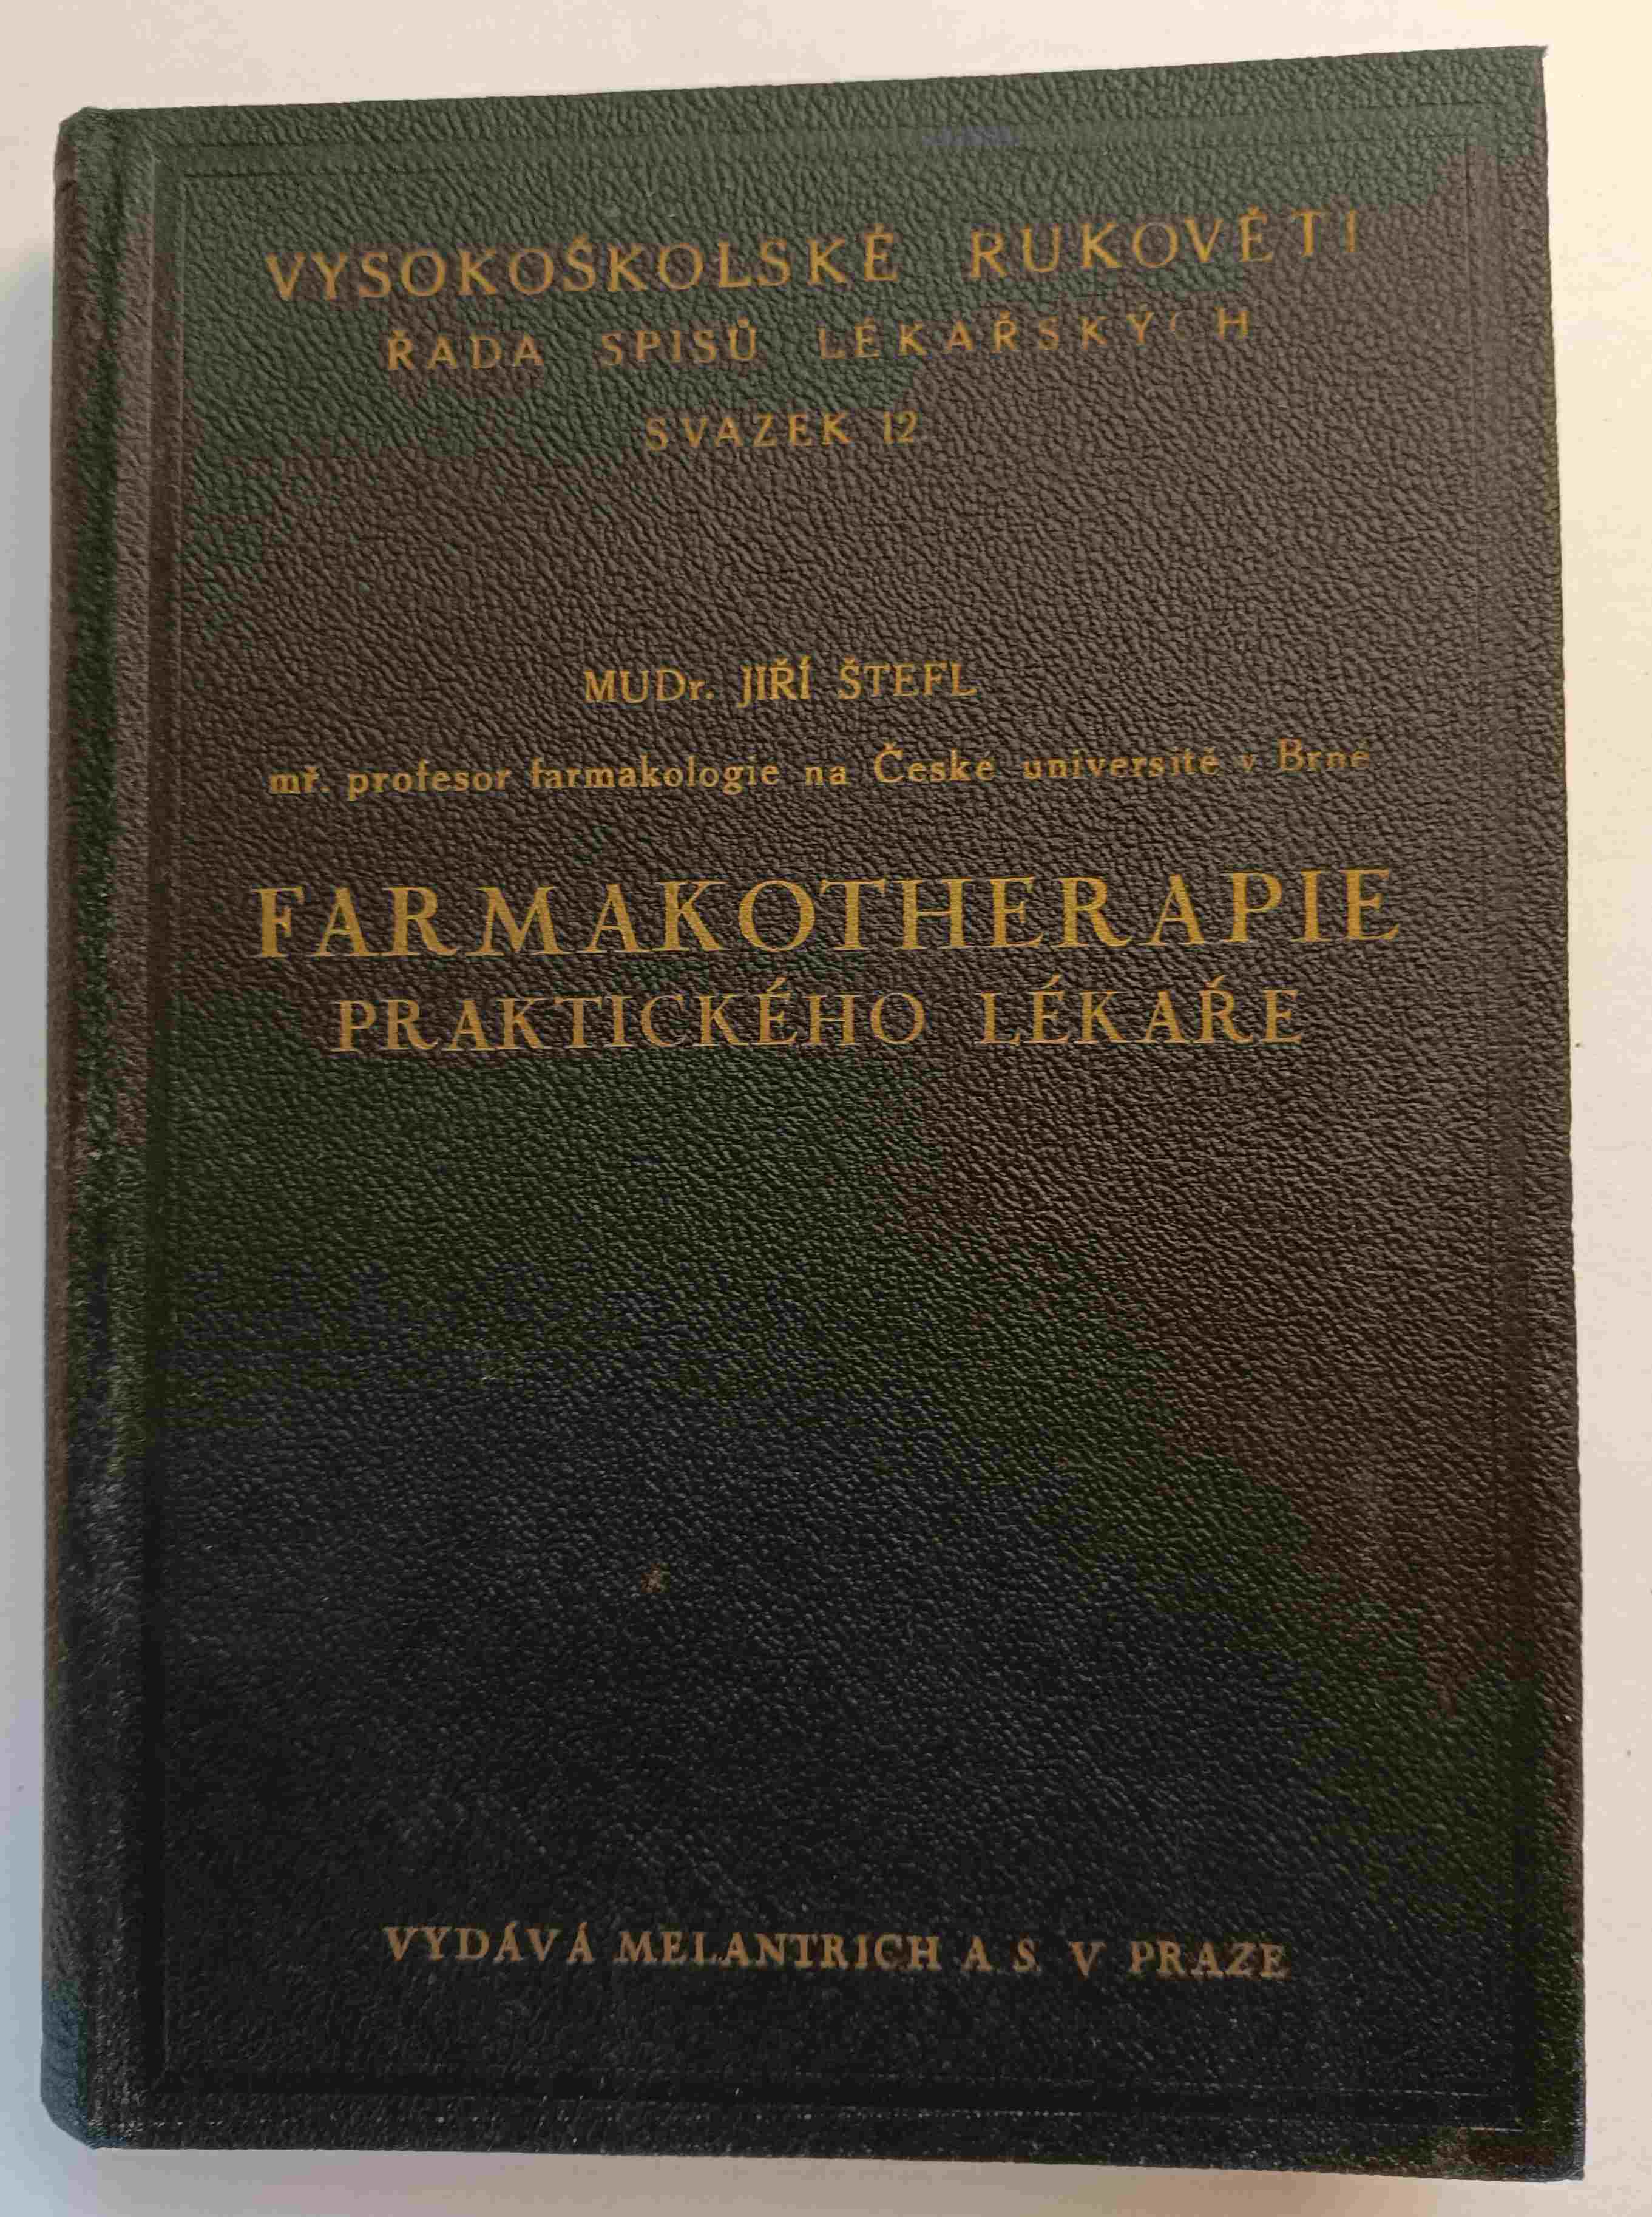 VYSOKOŠKOLSKÉ RUKOVĚTI
ŘADA SPISŮ LÉKAŘSKÝCH
SVAZEK 12
MUDr. JIŘÍ ŠTEFL
mř. profesor farmakologie na České universitě v Brně
FARMAKOTHERAPIE
PRAKTICKÉHO LÉKAŘE
VYDÁVÁ MELANTRICH A. S. V PRAZE